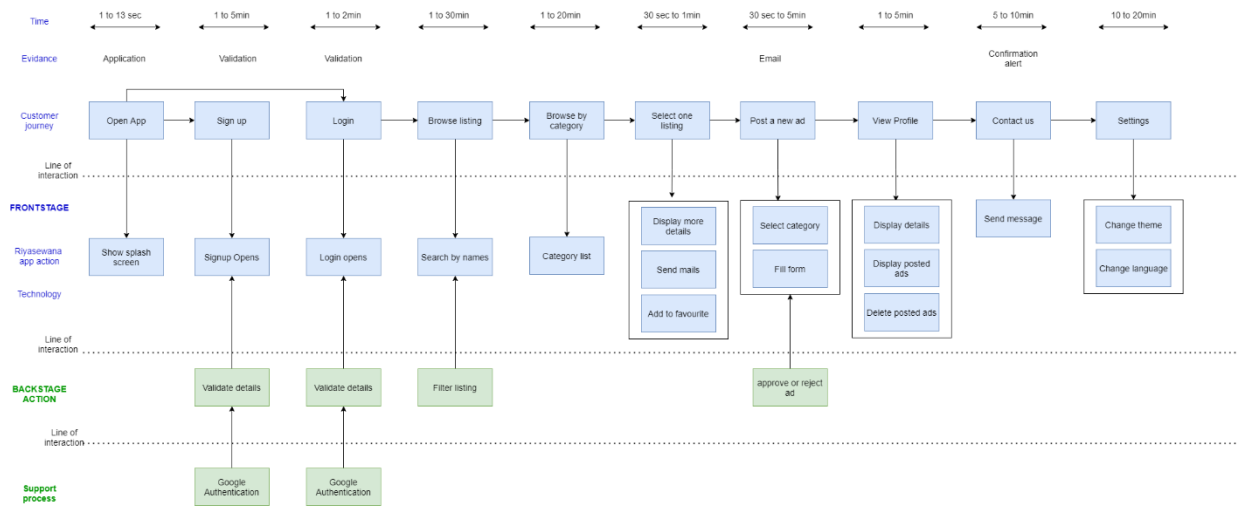 Time
1 to 13 sec
1 to 5min
1 to 2min
1 to 30min
1 to 20min
30 sec to 1min
30 sec to 5min
1 to 5min
5 to 10min
10 to 20min
Evidance
Application
Validation
Validation
Email
Confirmation
alert
Customer
journey
Open App
Sign up
Login
Browse listing
Browse by
category
Select one
listing
Post a new ad
View Profile
Contact us
Settings
Line of
interaction
FRONTSTAGE
Riyasewana
app action
Technology
Show splash
screen
Signup Opens
Login opens
Search by names
Category list
Display more
details
Send mails
Add to favourite
Select category
Fill form
Display details
Display posted
ads
Delete posted ads
Send message
Change theme
Change language
Line of
interaction
BACKSTAGE
ACTION
Validate details
Validate details
Filter listing
approve or reject
ad
Line of
interaction
Support
process
Google
Authentication
Google
Authentication